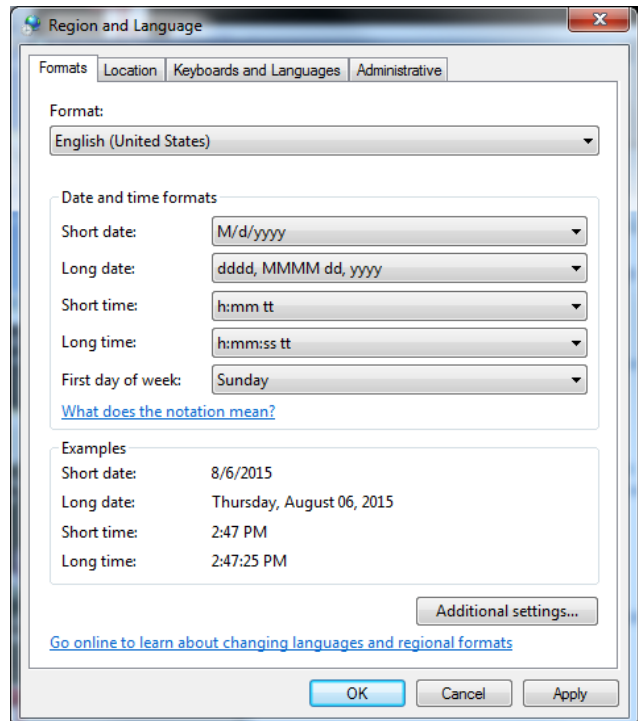 Region and Language
Formats Location Keyboards and Languages Administrative
Format:
English (United States)
Date and time formats
Short date: M/d/yyyy
Long date: dddd, MMMM dd, yyyy
Short time: h:mm tt
Long time: h:mm:ss tt
First day of week: Sunday
What does the notation mean?
Examples
Short date: 8/6/2015
Long date: Thursday, August 06, 2015
Short time: 2:47 PM
Long time: 2:47:25 PM
Additional settings...
Go online to learn about changing languages and regional formats
OK Cancel Apply